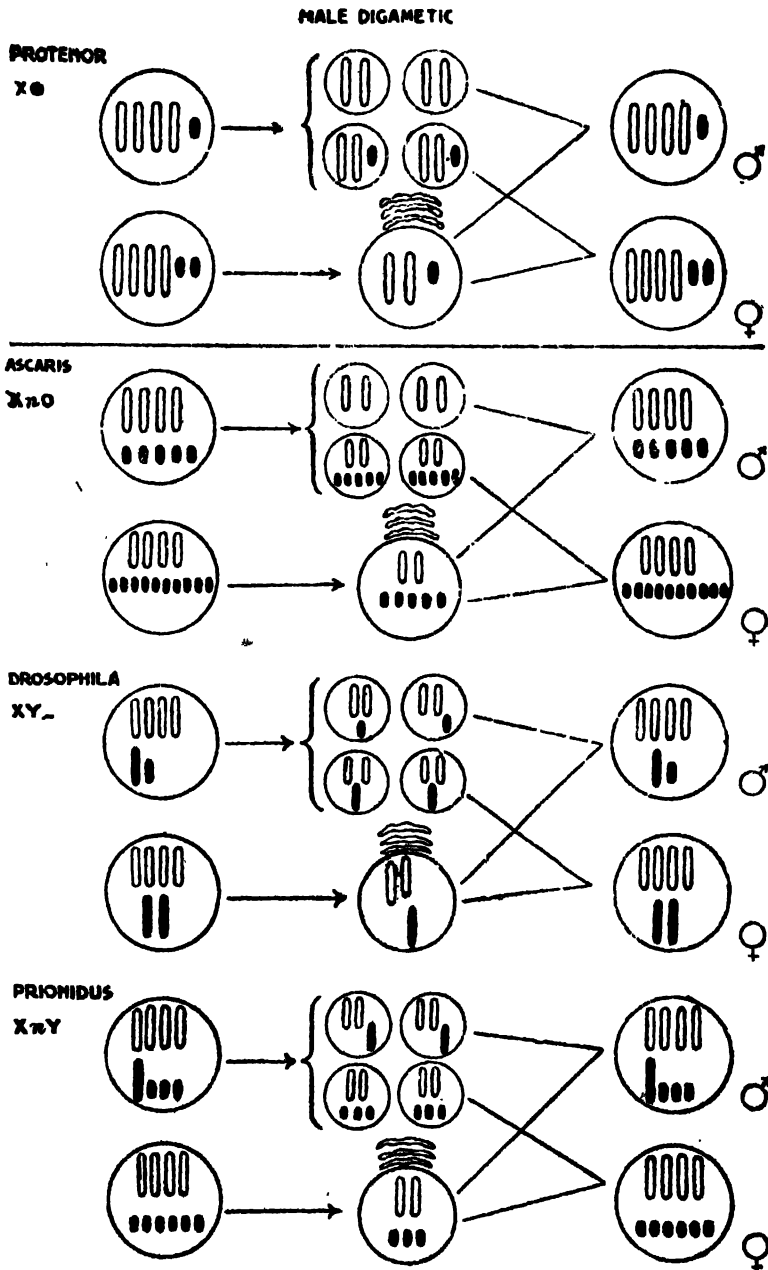 MALE DIGAMETIC
PROTENOR
XO
♂
♀
ASCARIS
XnO
♂
♀
DROSOPHILA
XY
♂
♀
PRIONIDUS
XnY
♂
♀